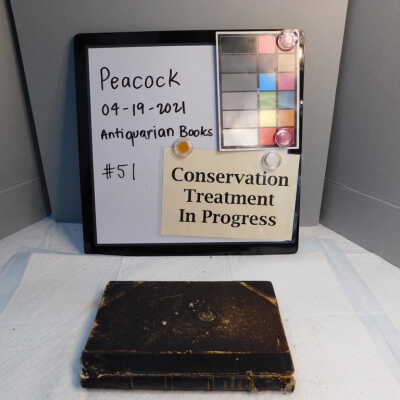 Peacock
04-19-2021
Antiquarian Books
#51
Conservation
Treatment
In Progress